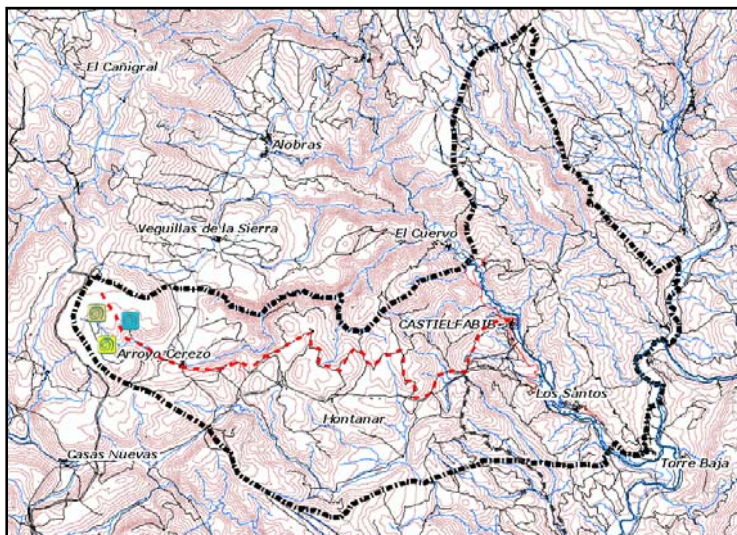 El Cañigral
Alobras
Veguillas de la Sierra
El Cuervo
CASTIELFABIB
Arroyo Cerezo
Los Santos
Hontanar
Casas Nuevas
Torre Baja